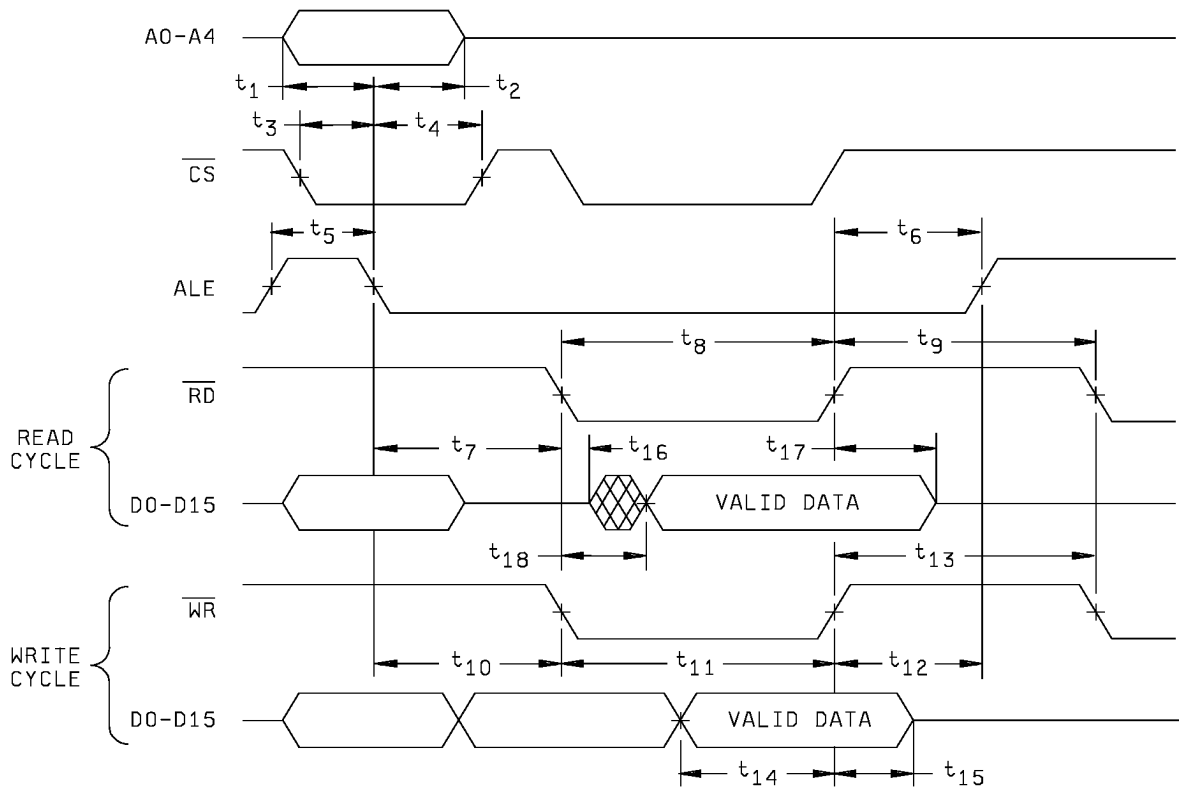 A0-A4
t1
t2
t3
t4
CS
t5
t6
ALE
t8
t9
RD
READ
CYCLE
t7
t16
t17
D0-D15
VALID DATA
t18
t13
WR
WRITE
CYCLE
t10
t11
t12
D0-D15
VALID DATA
t14
t15